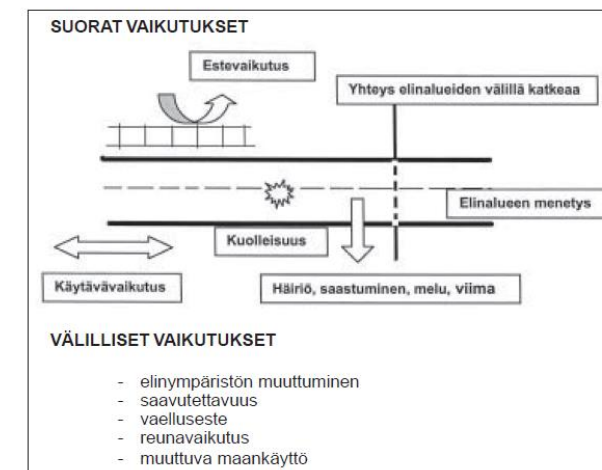 SUORAT VAIKUTUKSET
Estevaikutus
Yhteys elinalueiden välillä katkeaa
Elinalueen menetys
Kuolleisuus
Käytävävaikutus
Häiriö, saastuminen, melu, viima
VÄLILLISET VAIKUTUKSET
- elinympäristön muuttuminen
- saavutettavuus
- vaelluseste
- reunavaikutus
- muuttuva maankäyttö